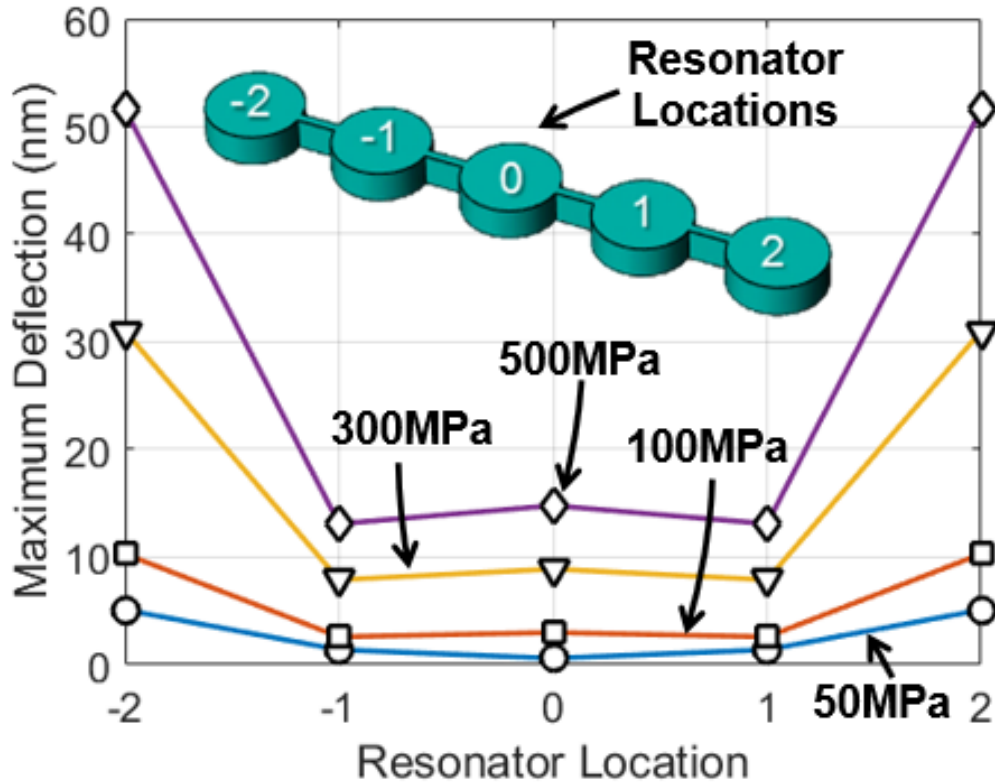 Maximum Deflection (nm)
60
50
40
30
20
10
0
-2
-1
0
1
2
Resonator
Locations
500MPa
300MPa
100MPa
50MPa
-2 -1 0 1 2
Resonator Location